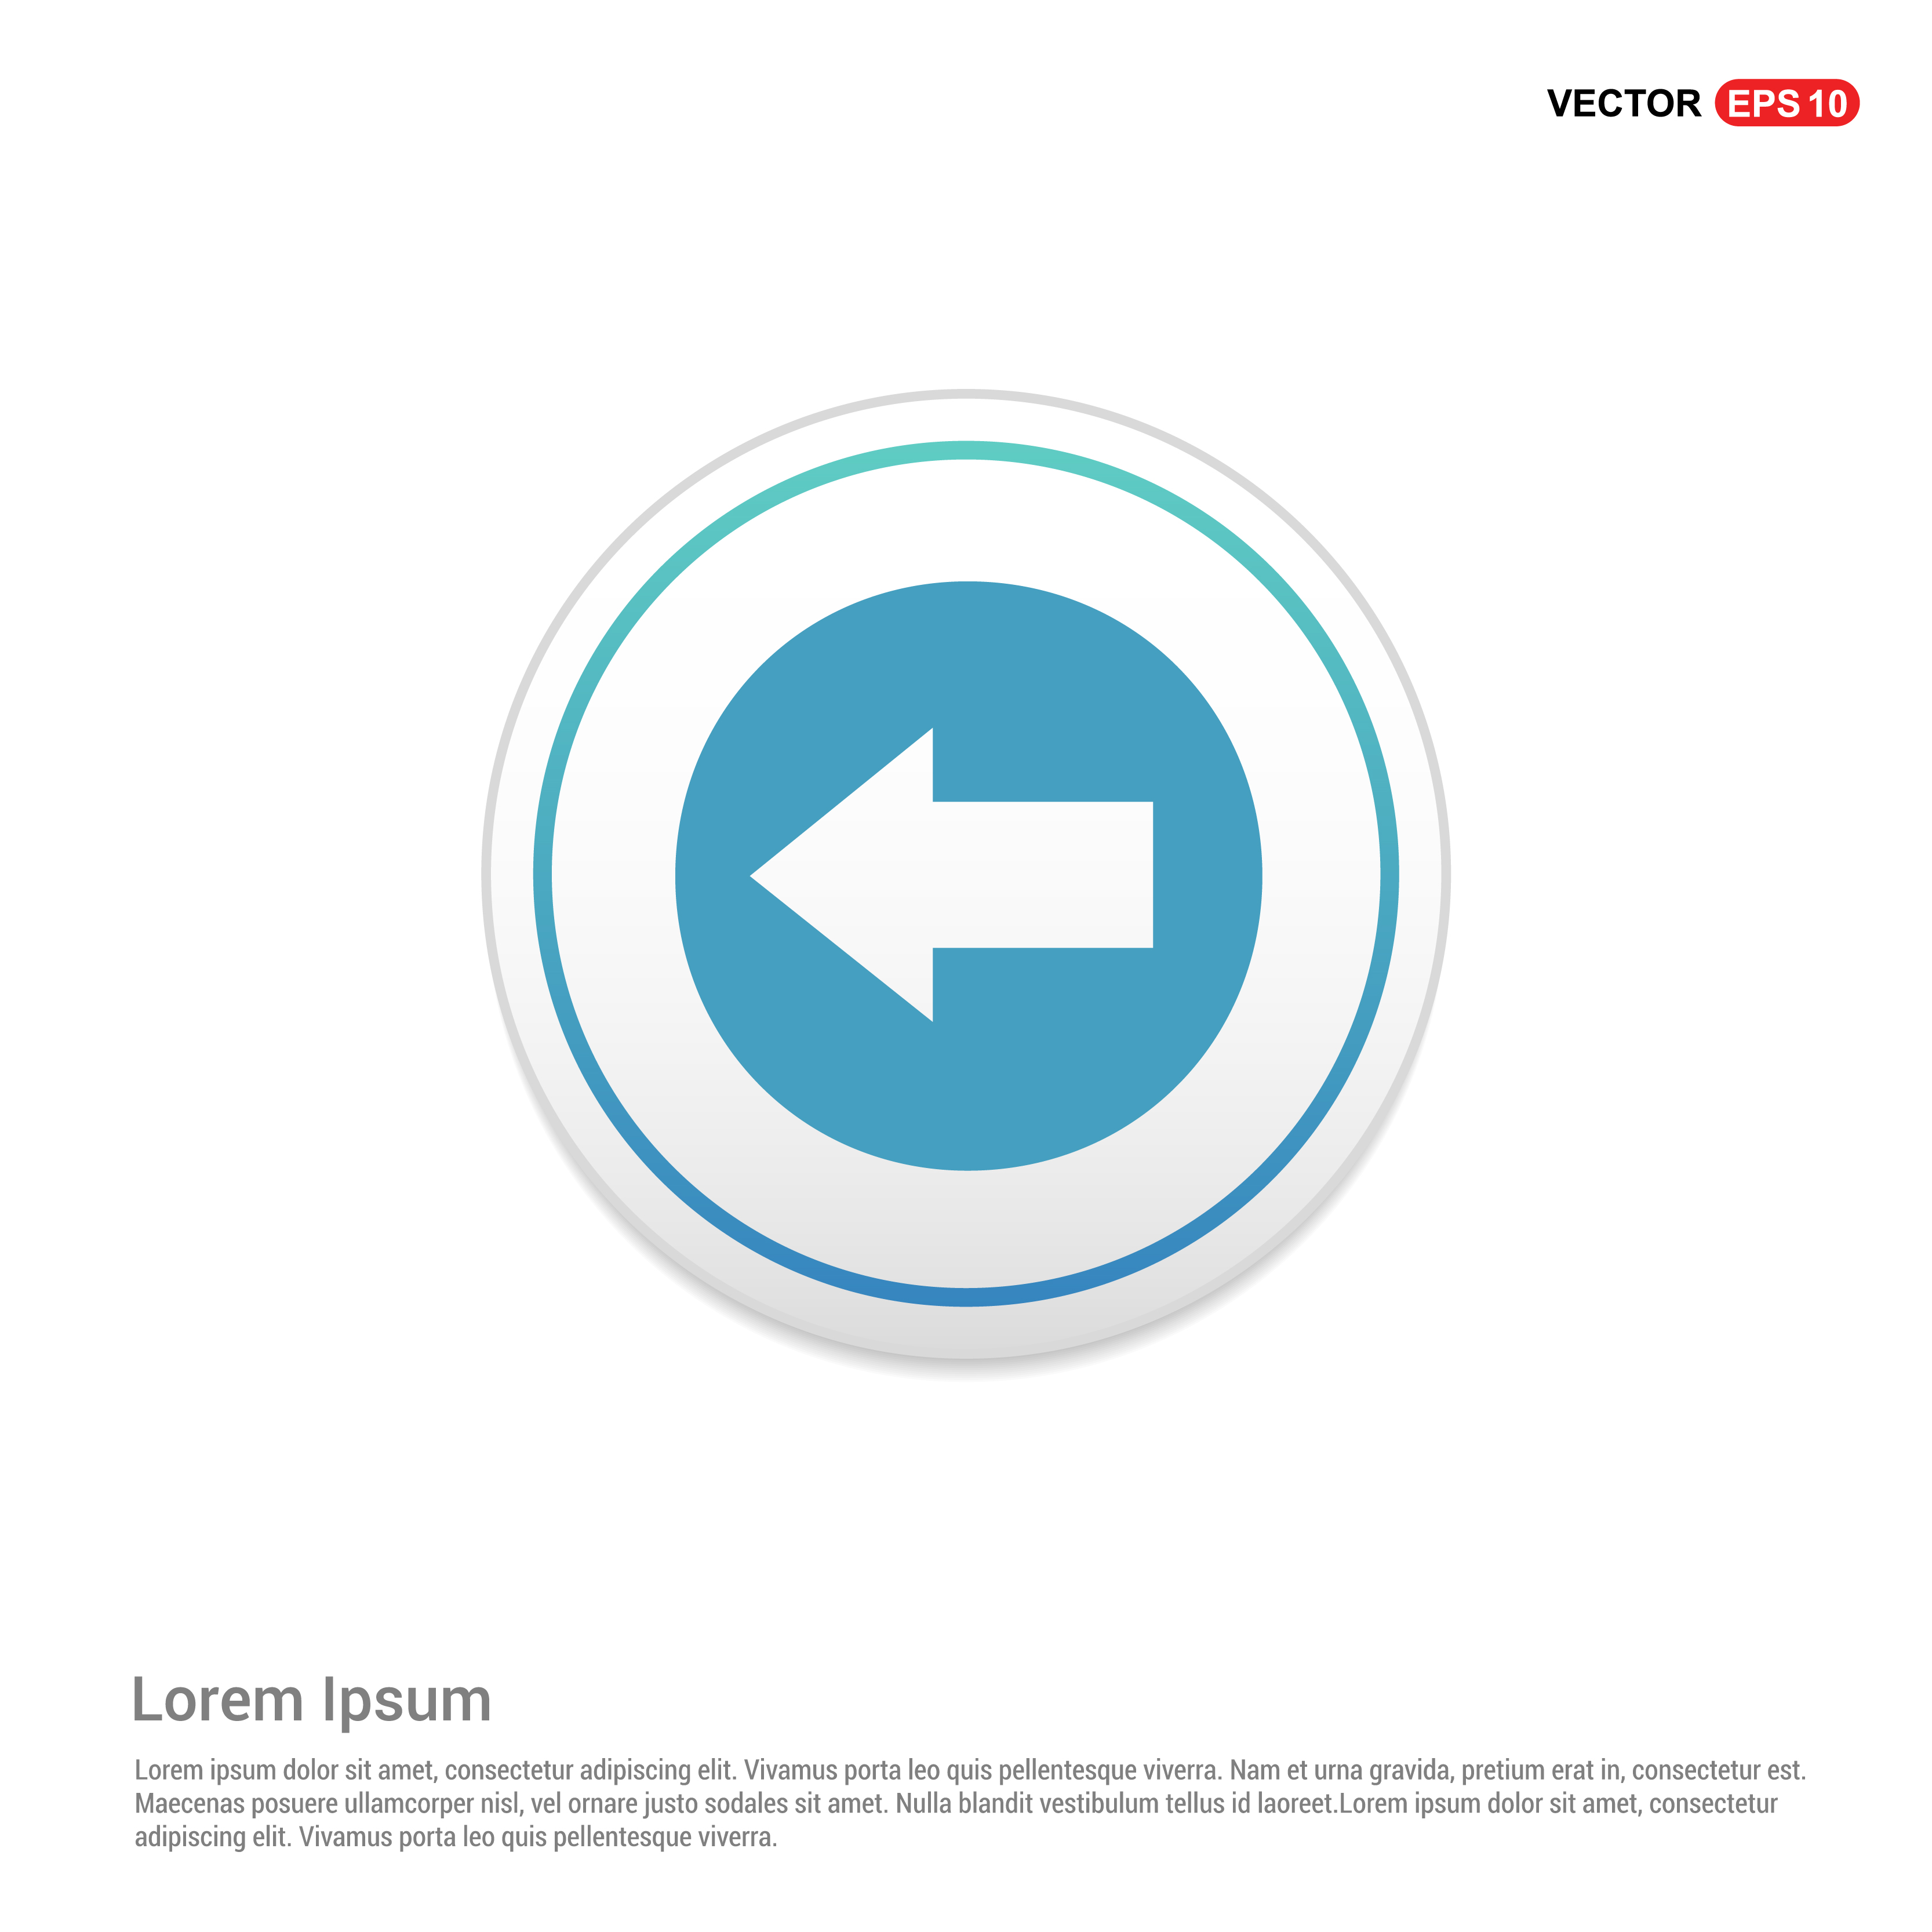 VECTOR EPS 10
Lorem Ipsum
Lorem ipsum dolor sit amet, consectetur adipiscing elit. Vivamus porta leo quis pellentesque viverra. Nam et urna gravida, pretium erat in, consectetur est.
Maecenas posuere ullamcorper nisl, vel ornare justo sodales sit amet. Nulla blandit vestibulum tellus id laoreet.Lorem ipsum dolor sit amet, consectetur
adipiscing elit. Vivamus porta leo quis pellentesque viverra.